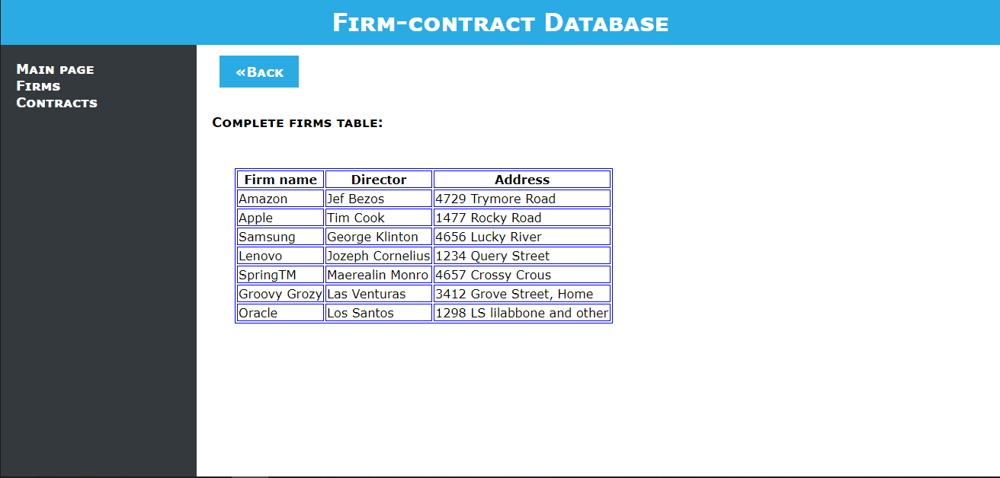 Firm-contract Database
Main page
Firms
Contracts
«Back
Complete firms table:
Firm name Director Address
Amazon Jef Bezos 4729 Trymore Road
Apple Tim Cook 1477 Rocky Road
Samsung George Klinton 4656 Lucky River
Lenovo Jozeph Cornelius 1234 Query Street
SpringTM Maerealin Monro 4657 Crossy Crous
Groovy Grozy Las Venturas 3412 Grove Street, Home
Oracle Los Santos 1298 LS lilabbone and other